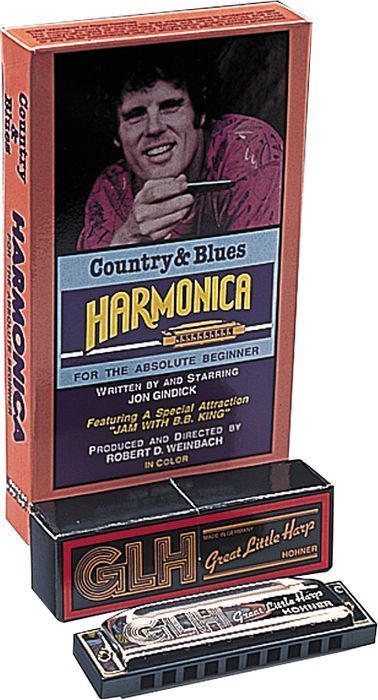 Country & Blues
HARMONICA
FOR THE ABSOLUTE BEGINNER
WRITTEN BY AND STARRING
JON GINDICK
Featuring A Special Attraction
"JAM WITH B.B. KING"
PRODUCED AND DIRECTED BY
ROBERT D. WEINBACH
IN COLOR
Country
& Blues
HARMONICA
FOR THE ABSOLUTE BEGINNER
GLH
MADE IN GERMANY
Great Little Harp
HOHNER
GLH
Great Little Harp
HOHNER
C